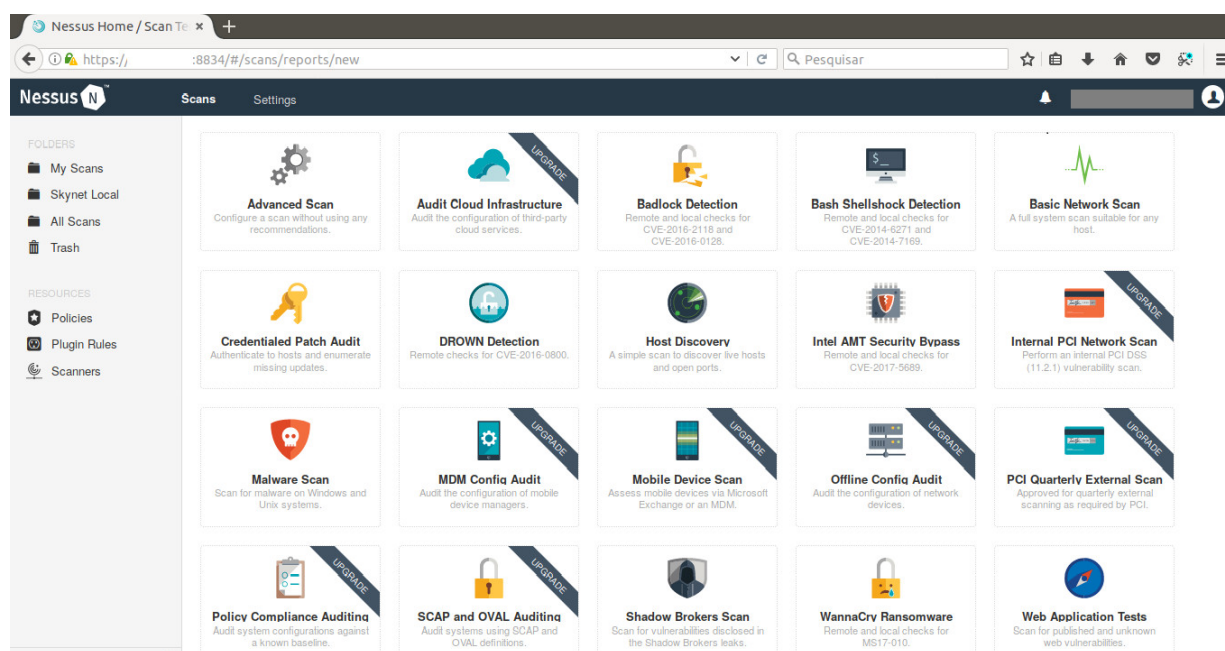 Nessus Home / Scan Te
https:// :8834/#/scans/reports/new
Pesquisar
Nessus N
Scans
Settings
FOLDERS
My Scans
Skynet Local
All Scans
Trash
RESOURCES
Policies
Plugin Rules
Scanners
Advanced Scan
Configure a scan without using any
recommendations.
UPGRADE
Audit Cloud Infrastructure
Audit the configuration of third-party
cloud services.
Badlock Detection
Remote and local checks for
CVE-2016-2118 and
CVE-2016-0128.
$_
Bash Shellshock Detection
Remote and local checks for
CVE-2014-6271 and
CVE-2014-7169.
Basic Network Scan
A full system scan suitable for any
host.
Credentialed Patch Audit
Authenticate to hosts and enumerate
missing updates.
DROWN Detection
Remote checks for CVE-2016-0800.
Host Discovery
A simple scan to discover live hosts
and open ports.
Intel AMT Security Bypass
Remote and local checks for
CVE-2017-5689.
UPGRADE
Internal PCI Network Scan
Perform an internal PCI DSS
(11.2.1) vulnerability scan.
Malware Scan
Scan for malware on Windows and
Unix systems.
UPGRADE
MDM Config Audit
Audit the configuration of mobile
device managers.
UPGRADE
Mobile Device Scan
Assess mobile devices via Microsoft
Exchange or an MDM.
UPGRADE
Offline Config Audit
Audit the configuration of network
devices.
UPGRADE
PCI Quarterly External Scan
Approved for quarterly external
scanning as required by PCI.
UPGRADE
Policy Compliance Auditing
Audit system configurations against
a known baseline.
UPGRADE
SCAP and OVAL Auditing
Audit systems using SCAP and
OVAL definitions.
Shadow Brokers Scan
Scan for vulnerabilities disclosed in
the Shadow Brokers leaks.
WannaCry Ransomware
Remote and local checks for
MS17-010.
Web Application Tests
Scan for published and unknown
web vulnerabilities.